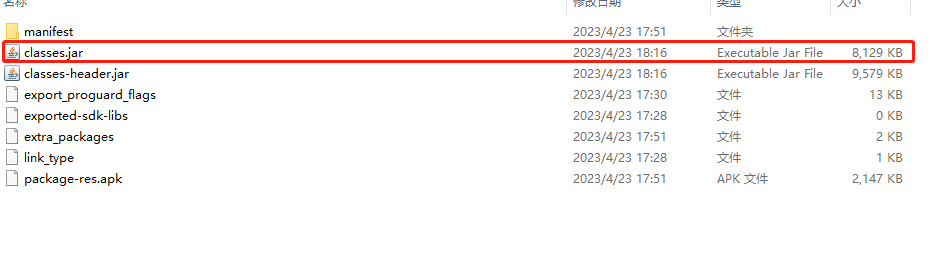 名称 修改日期 类型 大小
manifest 2023/4/23 17:51 文件夹
classes.jar 2023/4/23 18:16 Executable Jar File 8,129 KB
classes-header.jar 2023/4/23 18:16 Executable Jar File 9,579 KB
export_proguard_flags 2023/4/23 17:30 文件 13 KB
exported-sdk-libs 2023/4/23 17:28 文件 0 KB
extra_packages 2023/4/23 17:51 文件 2 KB
link_type 2023/4/23 17:28 文件 1 KB
package-res.apk 2023/4/23 17:51 APK 文件 2,147 KB